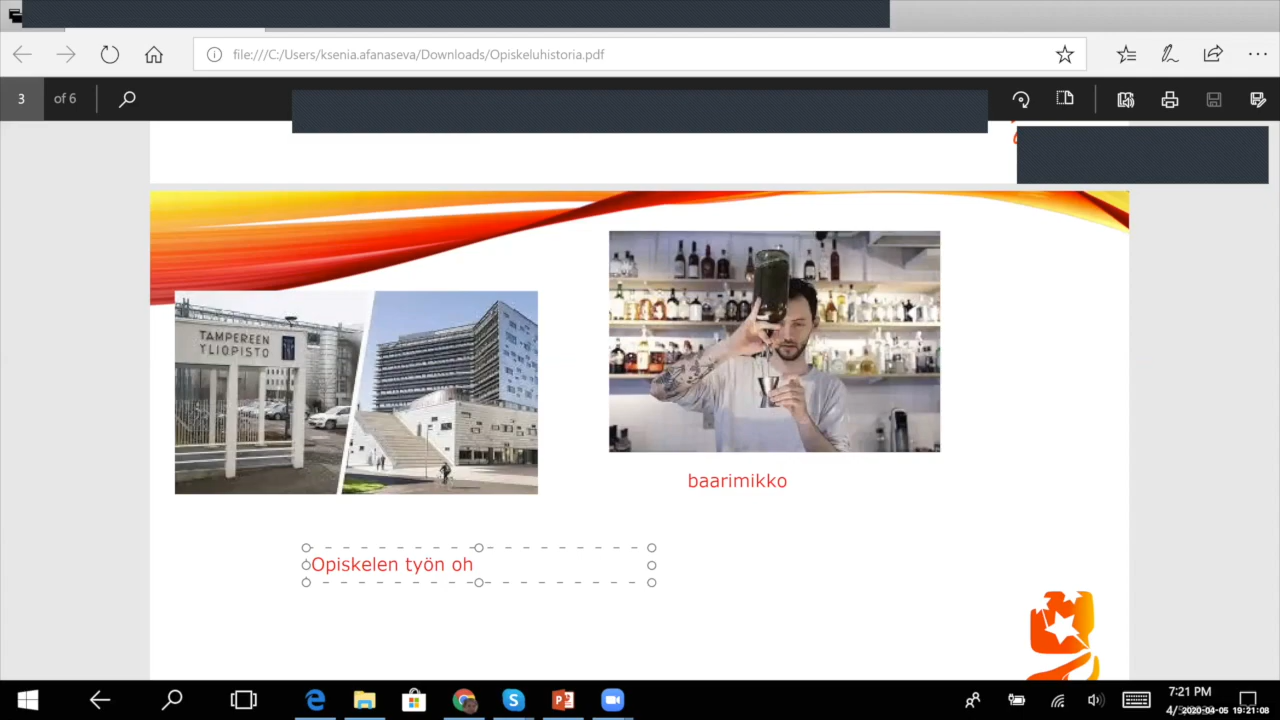 file:///C:/Users/ksenia.afanaseva/Downloads/Opiskeluhistoria.pdf
3 of 6
TAMPEREEN
YLIOPISTO
baarimikko
Opiskelen työn oh
7:21 PM
2020-04-05 19:21:08